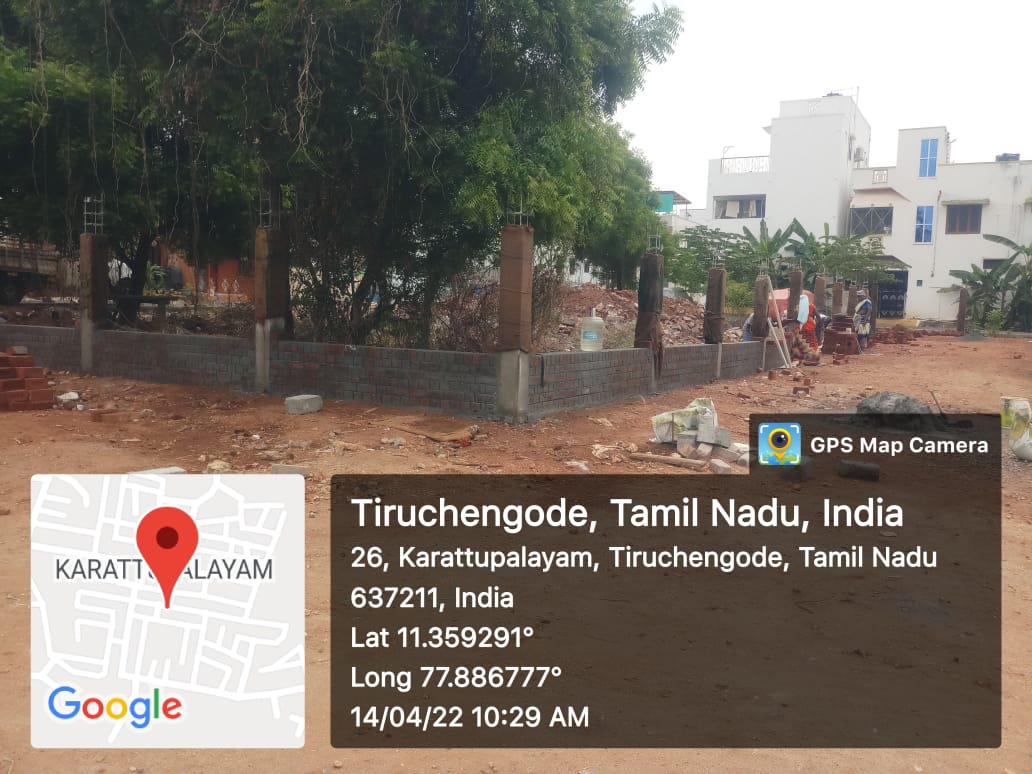 GPS Map Camera
Tiruchengode, Tamil Nadu, India
26, Karattupalayam, Tiruchengode, Tamil Nadu
637211, India
Lat 11.359291°
Long 77.886777°
14/04/22 10:29 AM
Google